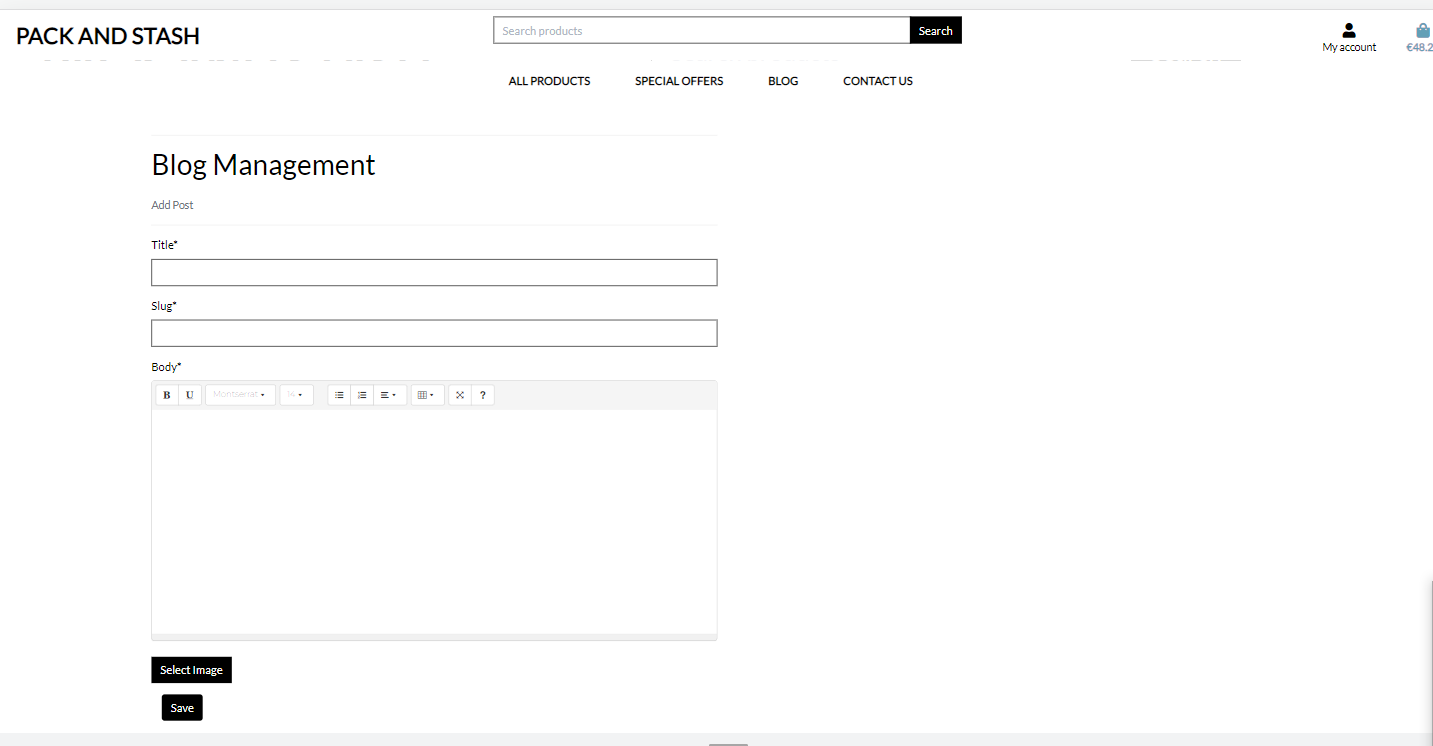 PACK AND STASH
Search products
Search
My account
€48.2
ALL PRODUCTS
SPECIAL OFFERS
BLOG
CONTACT US
Blog Management
Add Post
Title*
Slug*
Body*
B U Montserrat 14 ?
Select Image
Save